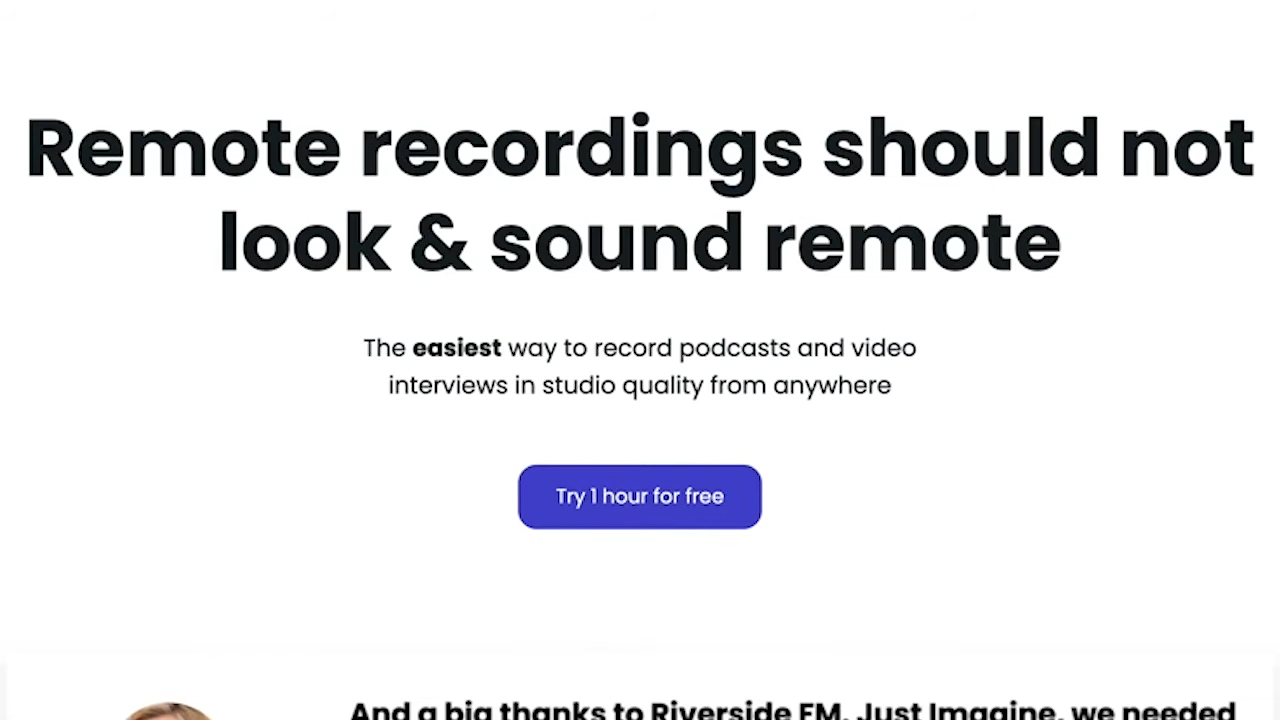 Remote recordings should not
look & sound remote
The easiest way to record podcasts and video
interviews in studio quality from anywhere
Try 1 hour for free
And a big thanks to Riverside FM. Just Imagine, we needed